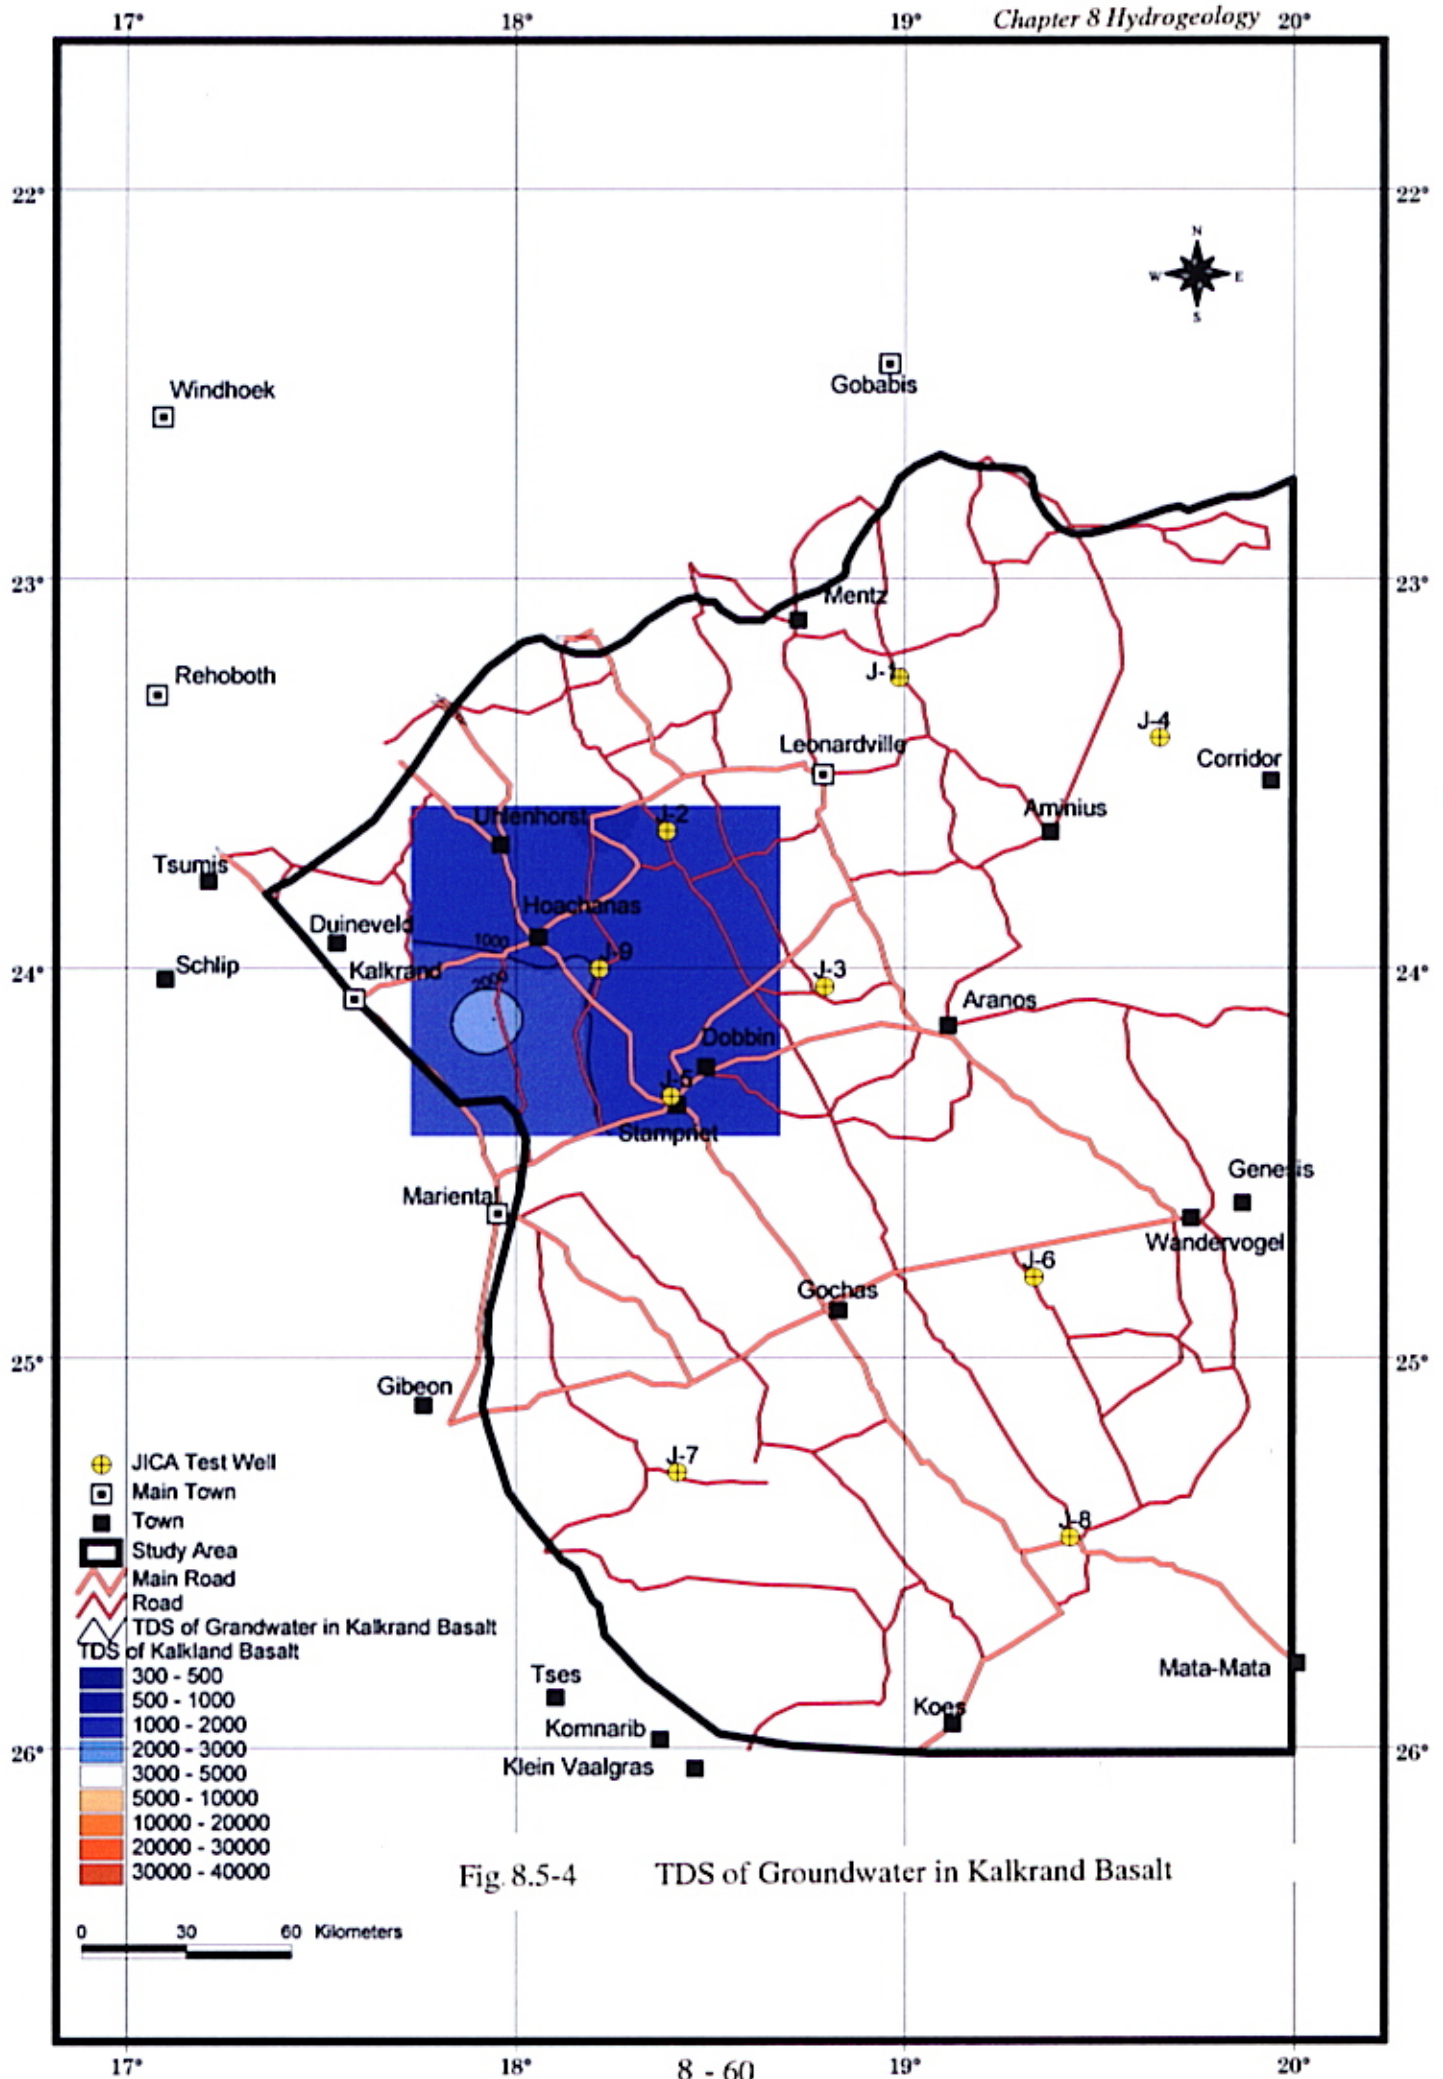 Chapter 8 Hydrogeology
17° 18° 19° 20°
22° 22°
N
W E
S
Gobabis
Windhoek
23° 23°
Mentz
Rehoboth
J-1
J-4
Leonardville
Corridor
Aminius
Uhlenhorst
J-2
Tsumis
Hoachanas
Duineveld
1000
J-9
Schlip
24° 24°
Kalkrand
J-3
2000
Aranos
Dobbin
J-5
Stampriet
Genesis
Mariental
Wandervogel
J-6
Gochas
25° 25°
Gibeon
J-7
JICA Test Well
Main Town
Town
J-8
Study Area
Main Road
Road
TDS of Grandwater in Kalkrand Basalt
TDS of Kalkland Basalt
300 - 500
500 - 1000
1000 - 2000
2000 - 3000
3000 - 5000
5000 - 10000
10000 - 20000
20000 - 30000
30000 - 40000
Mata-Mata
Tses
Koes
Komnarib
26° 26°
Klein Vaalgras
Fig. 8.5-4 TDS of Groundwater in Kalkrand Basalt
0 30 60 Kilometers
17° 18° 19° 20°
8 - 60